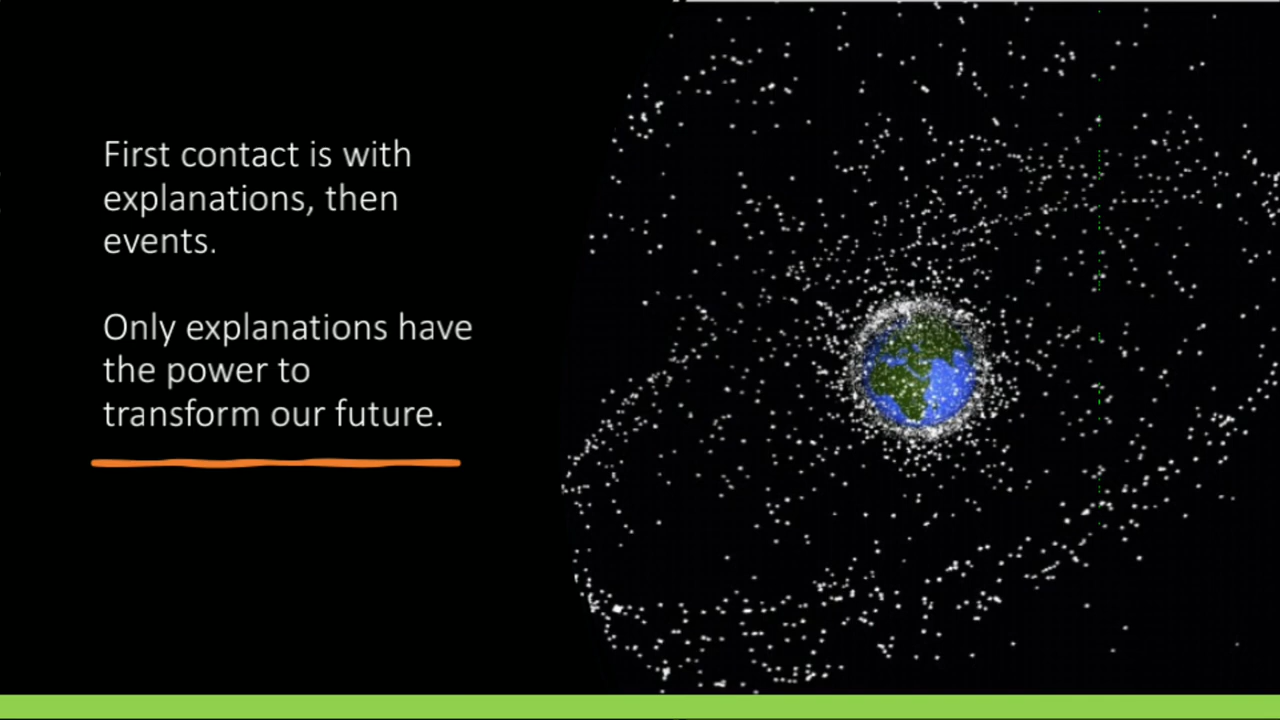 First contact is with
explanations, then
events.
Only explanations have
the power to
transform our future.